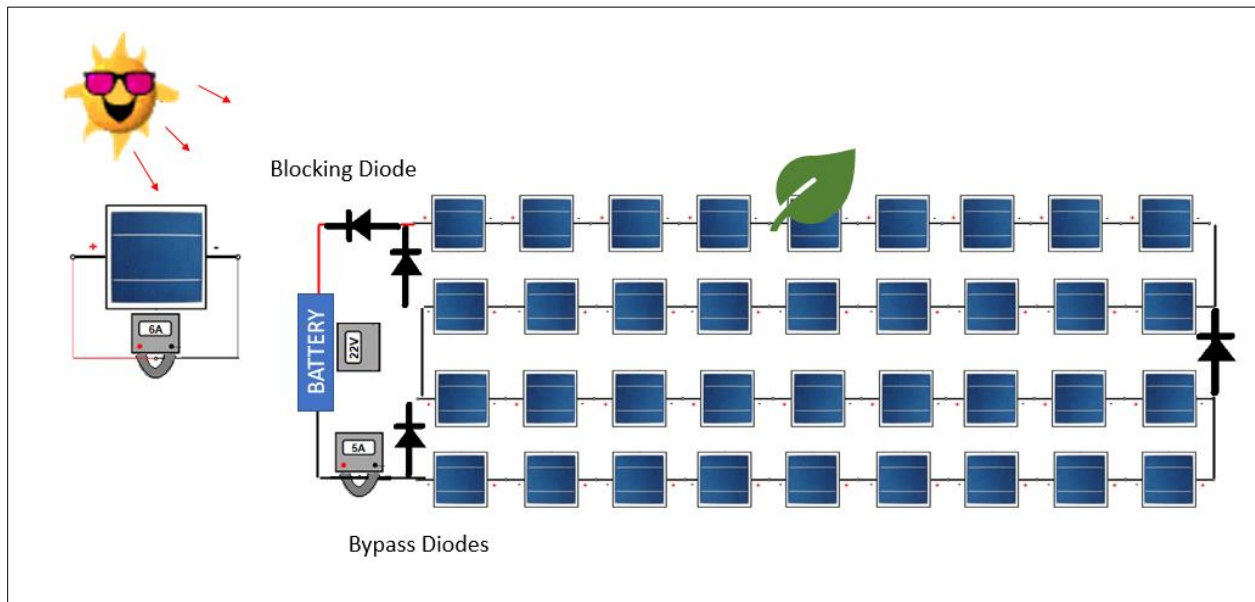 Blocking Diode
+ -
6A
BATTERY
22V
5A
Bypass Diodes